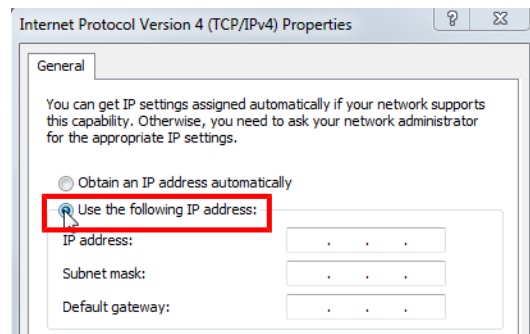 Internet Protocol Version 4 (TCP/IPv4) Properties
General
You can get IP settings assigned automatically if your network supports
this capability. Otherwise, you need to ask your network administrator
for the appropriate IP settings.
Obtain an IP address automatically
Use the following IP address:
IP address:
Subnet mask:
Default gateway: